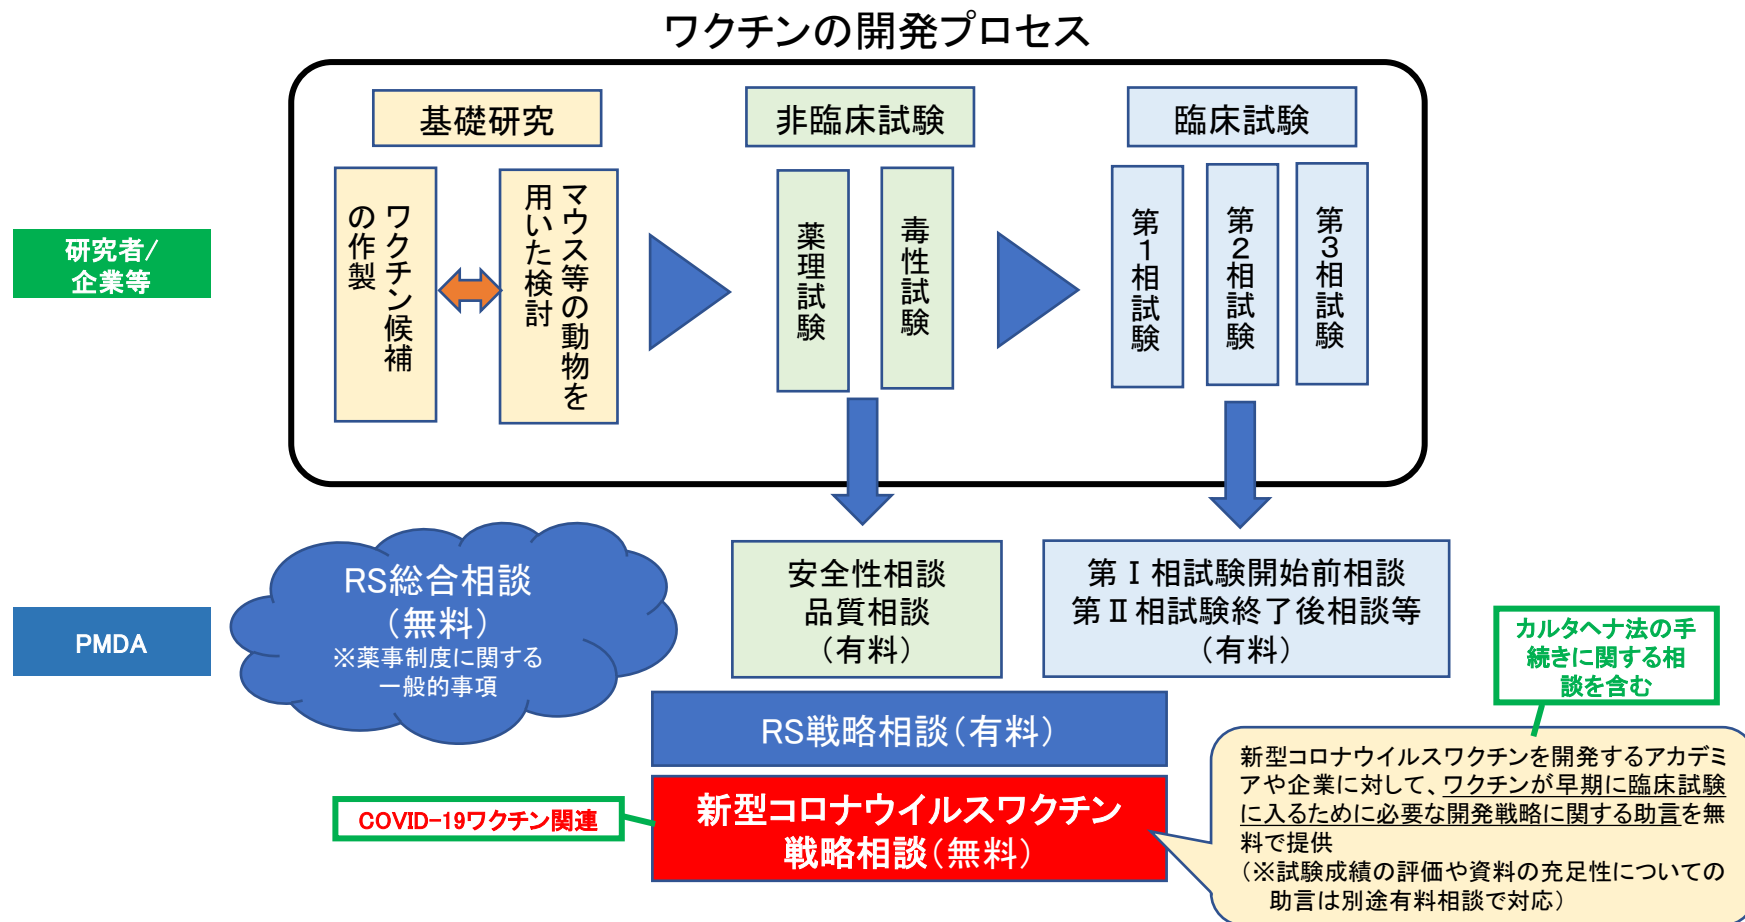 ワクチンの開発プロセス
基礎研究
非臨床試験
臨床試験
ワクチン候補
の作製
マウス等の動物を
用いた検討
薬理試験
毒性試験
第1相試験
第2相試験
第3相試験
研究者/
企業等
PMDA
RS総合相談
(無料)
※薬事制度に関する
一般的事項
安全性相談
品質相談
(有料)
第Ⅰ相試験開始前相談
第Ⅱ相試験終了後相談等
(有料)
カルタヘナ法の手
続きに関する相
談を含む
RS戦略相談(有料)
COVID-19ワクチン関連
新型コロナウイルスワクチン
戦略相談(無料)
新型コロナウイルスワクチンを開発するアカデミ
アや企業に対して、ワクチンが早期に臨床試験
に入るために必要な開発戦略に関する助言を無
料で提供
(※試験成績の評価や資料の充足性についての
助言は別途有料相談で対応)